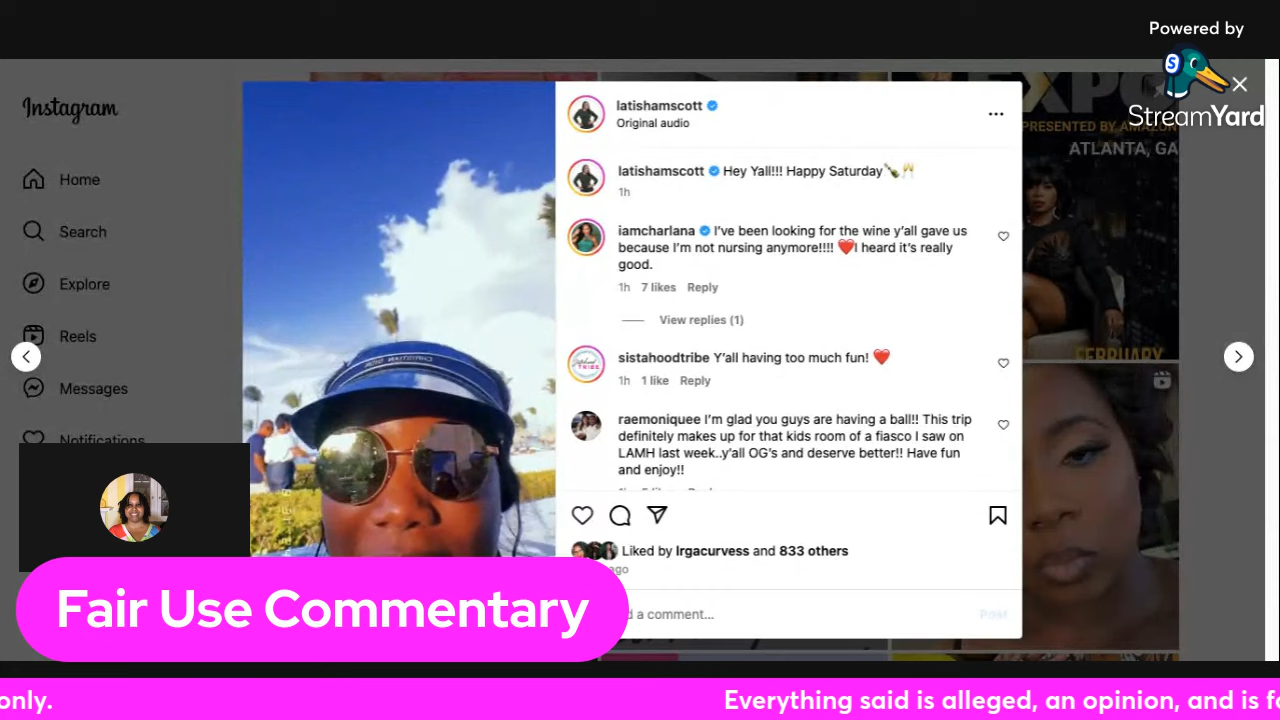 Powered by
StreamYard
Instagram
Home
Search
Explore
Reels
Messages
Notifications
latishamscott
Original audio
latishamscott Hey Yall!!! Happy Saturday🍾🥂
1h
iamcharlana I've been looking for the wine y'all gave us
because I'm not nursing anymore!!!! ❤️I heard it's really
good.
1h 7 likes Reply
View replies (1)
sistahoodtribe Y'all having too much fun! ❤️
1h 1 like Reply
raemoniquee I'm glad you guys are having a ball!! This trip
definitely makes up for that kids room of a fiasco I saw on
LAMH last week..y'all OG's and deserve better!! Have fun
and enjoy!!
Liked by lrgacurvess and 833 others
ago
a comment...
Post
EXPO
PRESENTED BY AMAZON
ATLANTA, GA
FEBRUARY
Fair Use Commentary
only.
Everything said is alleged, an opinion, and is fo